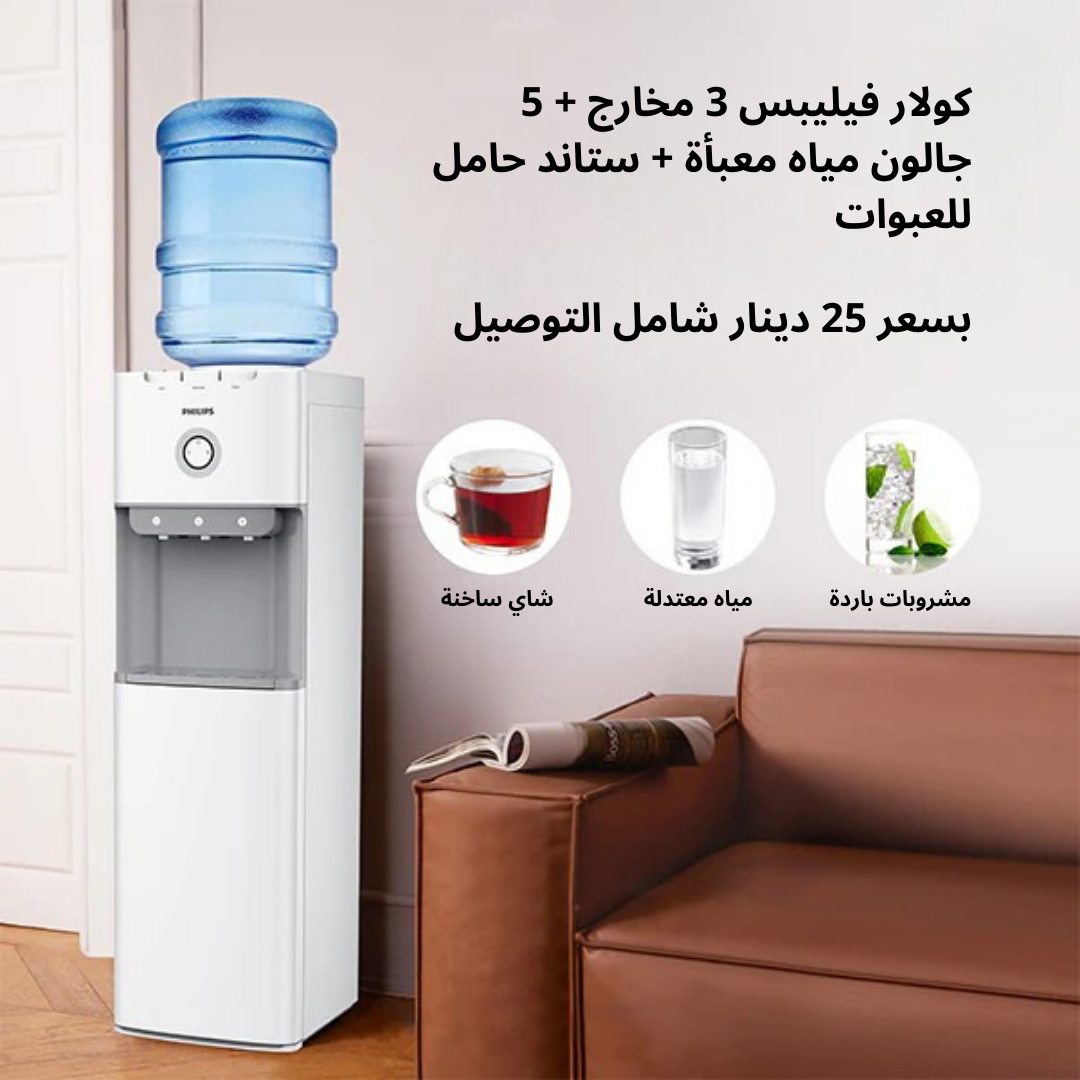 كولار فيليبس 3 مخارج + 5
جالون مياه معبأة + ستاند حامل
للعبوات
بسعر 25 دينار شامل التوصيل
PHILIPS
شاي ساخنة
مياه معتدلة
مشروبات باردة